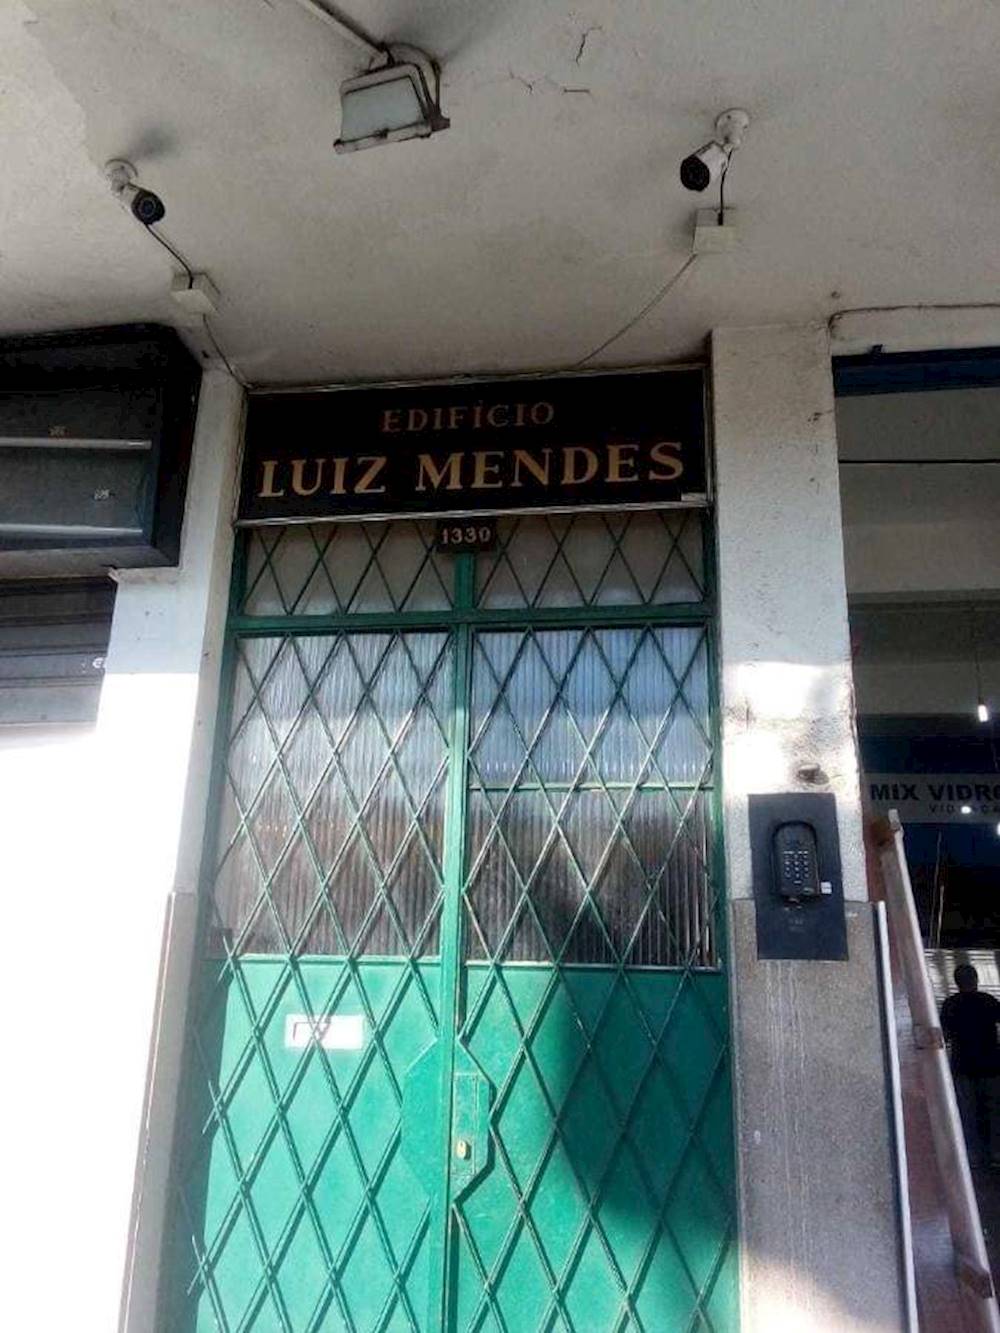 EDIFÍCIO
LUIZ MENDES
1330
MIX VIDRO